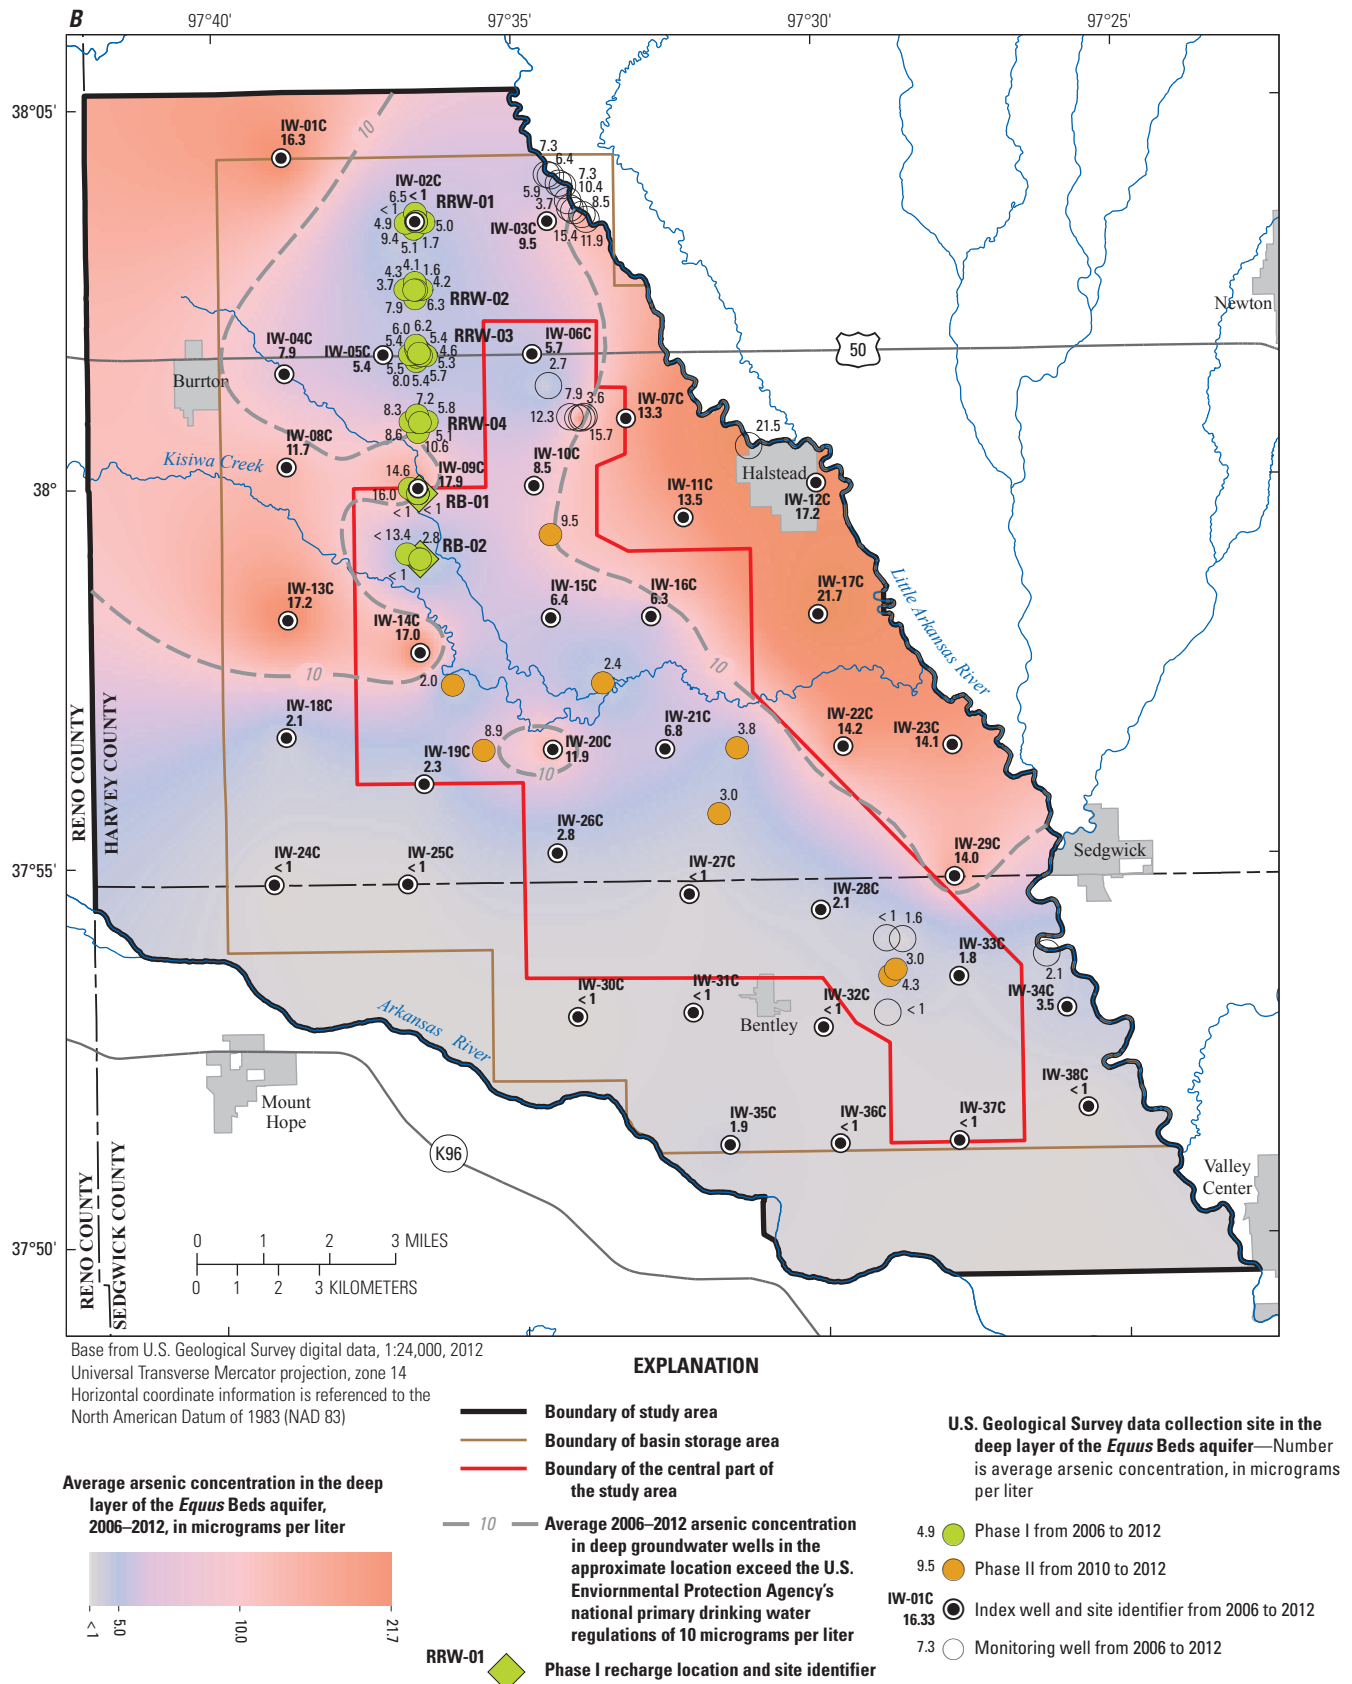 B
97°40'
97°35'
97°30'
97°25'
38°05'
10
IW-01C
16.3
7.3
6.4
7.3
10.4
5.9
3.7
8.5
15.4
11.9
IW-02C
< 1
6.5
RRW-01
< 1
4.9
5.0
9.4
1.7
5.1
IW-03C
9.5
4.1
4.3
1.6
3.7
4.2
RRW-02
7.9
6.3
Newton
6.2
6.0
RRW-03
5.4
5.4
IW-04C
7.9
IW-05C
5.4
4.6
5.3
5.5
5.7
8.0
5.4
IW-06C
5.7
2.7
50
Burrton
7.2
8.3
5.8
RRW-04
8.6
5.1
10.6
7.9
3.6
12.3
15.7
IW-07C
13.3
21.5
IW-08C
11.7
Kisiwa Creek
14.6
IW-09C
17.9
16.0
RB-01
< 1
< 1
IW-10C
8.5
Halstead
IW-11C
13.5
IW-12C
17.2
38°
9.5
< 1
3.4
2.8
RB-02
< 1
IW-13C
17.2
IW-14C
17.0
IW-15C
6.4
IW-16C
6.3
IW-17C
21.7
Little Arkansas River
10
10
2.0
2.4
IW-18C
2.1
8.9
IW-19C
2.3
IW-20C
11.9
10
IW-21C
6.8
3.8
IW-22C
14.2
IW-23C
14.1
RENO COUNTY
HARVEY COUNTY
3.0
IW-26C
2.8
Sedgwick
IW-24C
< 1
IW-25C
< 1
IW-27C
< 1
IW-28C
2.1
IW-29C
14.0
37°55'
< 1
1.6
3.0
4.3
< 1
IW-33C
1.8
2.1
IW-34C
3.5
IW-30C
< 1
IW-31C
< 1
IW-32C
< 1
Bentley
Arkansas River
Mount
Hope
K96
IW-35C
1.9
IW-36C
< 1
IW-37C
< 1
IW-38C
< 1
Valley
Center
37°50'
RENO COUNTY
SEDGWICK COUNTY
0 1 2 3 MILES
0 1 2 3 KILOMETERS
Base from U.S. Geological Survey digital data, 1:24,000, 2012
Universal Transverse Mercator projection, zone 14
Horizontal coordinate information is referenced to the
North American Datum of 1983 (NAD 83)
EXPLANATION
Average arsenic concentration in the deep
layer of the Equus Beds aquifer,
2006–2012, in micrograms per liter
< 1
5.0
10.0
21.7
Boundary of study area
Boundary of basin storage area
Boundary of the central part of
the study area
10
Average 2006–2012 arsenic concentration
in deep groundwater wells in the
approximate location exceed the U.S.
Enviornmental Protection Agency's
national primary drinking water
regulations of 10 micrograms per liter
RRW-01
Phase I recharge location and site identifier
U.S. Geological Survey data collection site in the
deep layer of the Equus Beds aquifer—Number
is average arsenic concentration, in micrograms
per liter
4.9
Phase I from 2006 to 2012
9.5
Phase II from 2010 to 2012
IW-01C
16.33
Index well and site identifier from 2006 to 2012
7.3
Monitoring well from 2006 to 2012